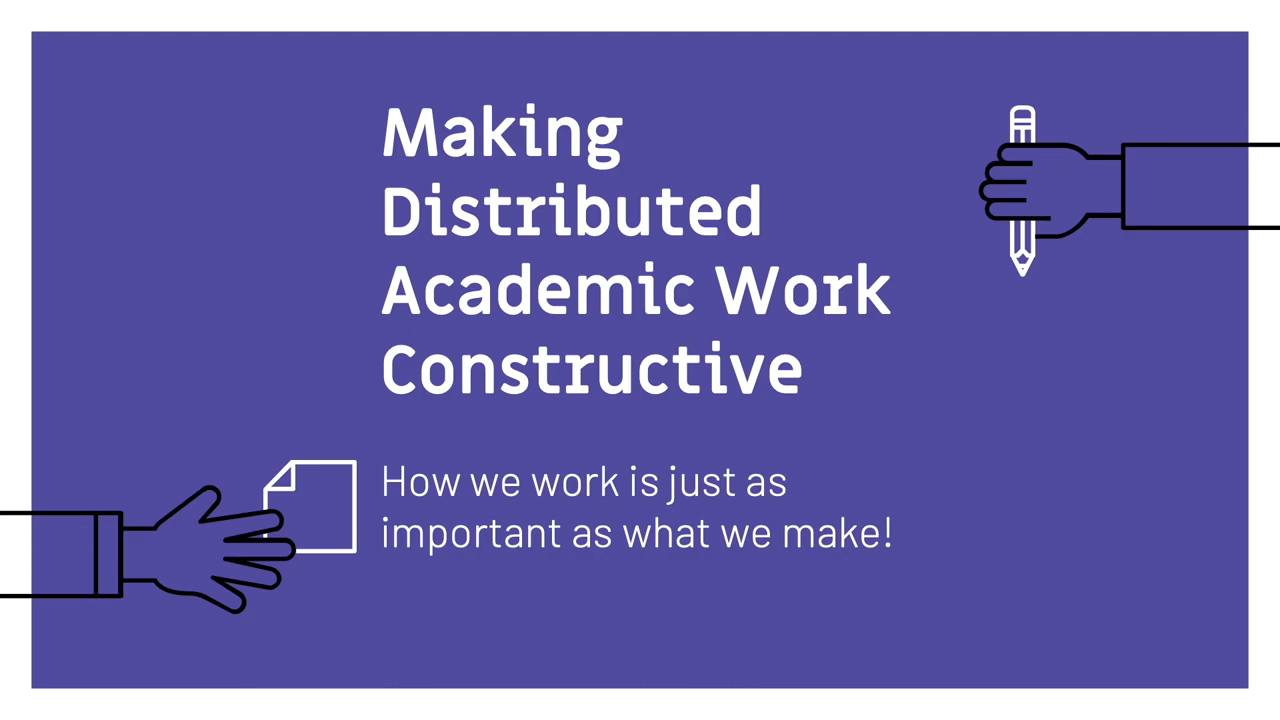 Making
Distributed
Academic Work
Constructive
How we work is just as
important as what we make!